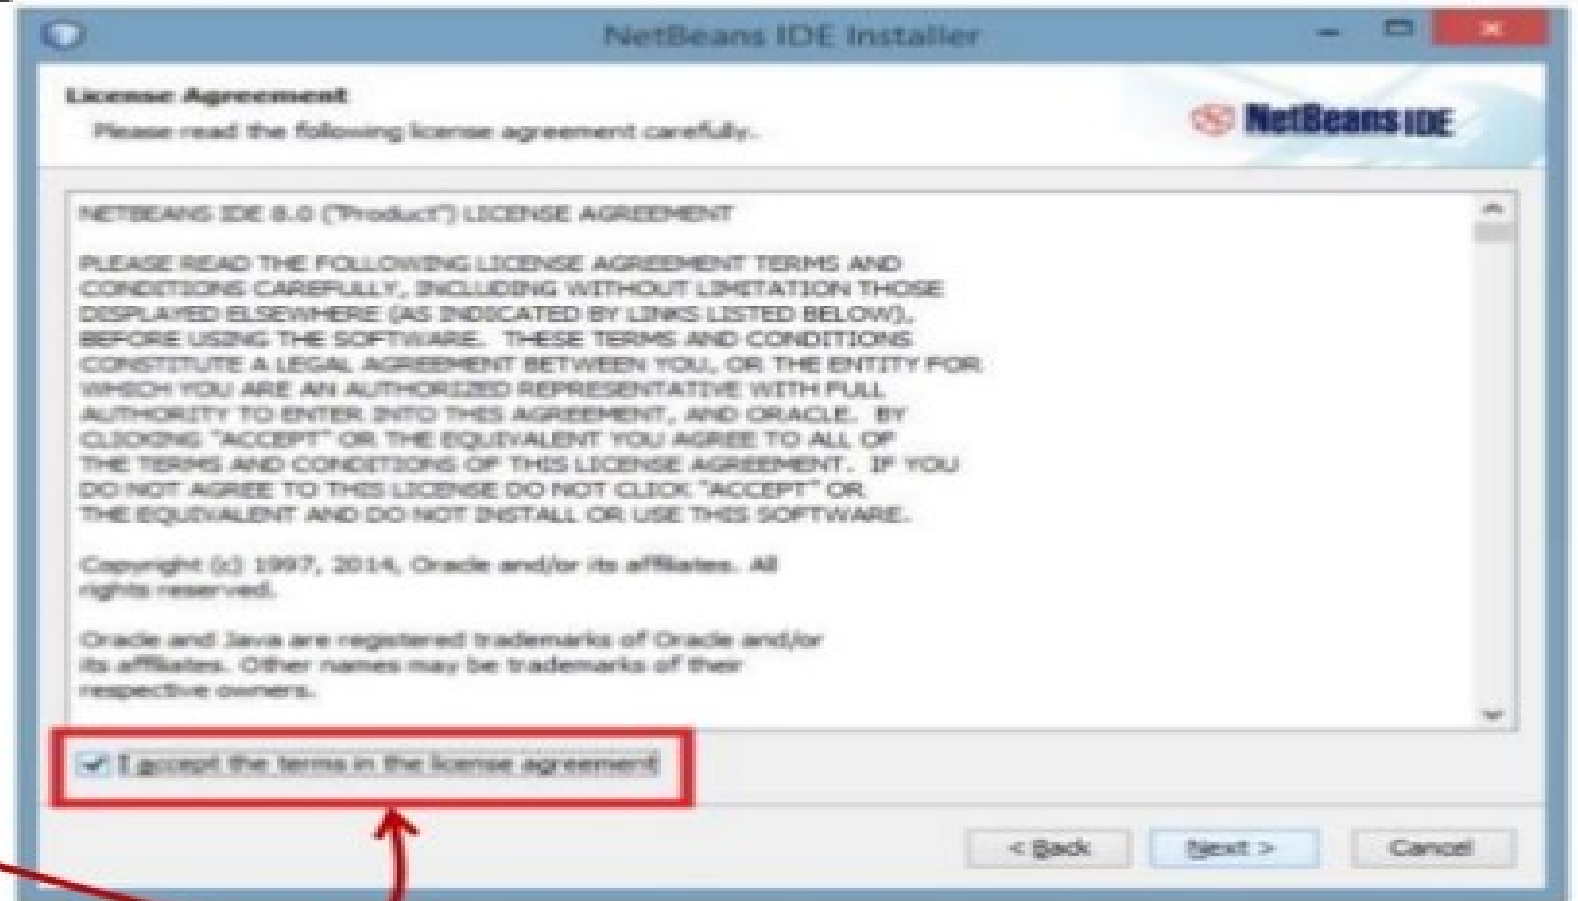 NetBeans IDE Installer
License Agreement
Please read the following license agreement carefully.
NetBeans IDE
NETBEANS IDE 8.0 ("Product") LICENSE AGREEMENT
PLEASE READ THE FOLLOWING LICENSE AGREEMENT TERMS AND
CONDITIONS CAREFULLY, INCLUDING WITHOUT LIMITATION THOSE
DISPLAYED ELSEWHERE (AS INDICATED BY LINKS LISTED BELOW),
BEFORE USING THE SOFTWARE.  THESE TERMS AND CONDITIONS
CONSTITUTE A LEGAL AGREEMENT BETWEEN YOU, OR THE ENTITY FOR
WHICH YOU ARE AN AUTHORIZED REPRESENTATIVE WITH FULL
AUTHORITY TO ENTER INTO THIS AGREEMENT, AND ORACLE.  BY
CLICKING "ACCEPT" OR THE EQUIVALENT YOU AGREE TO ALL OF
THE TERMS AND CONDITIONS OF THIS LICENSE AGREEMENT.  IF YOU
DO NOT AGREE TO THIS LICENSE DO NOT CLICK "ACCEPT" OR
THE EQUIVALENT AND DO NOT INSTALL OR USE THIS SOFTWARE.
Copyright (c) 1997, 2014, Oracle and/or its affiliates. All
rights reserved.
Oracle and Java are registered trademarks of Oracle and/or
its affiliates. Other names may be trademarks of their
respective owners.
I accept the terms in the license agreement
< Back Next > Cancel